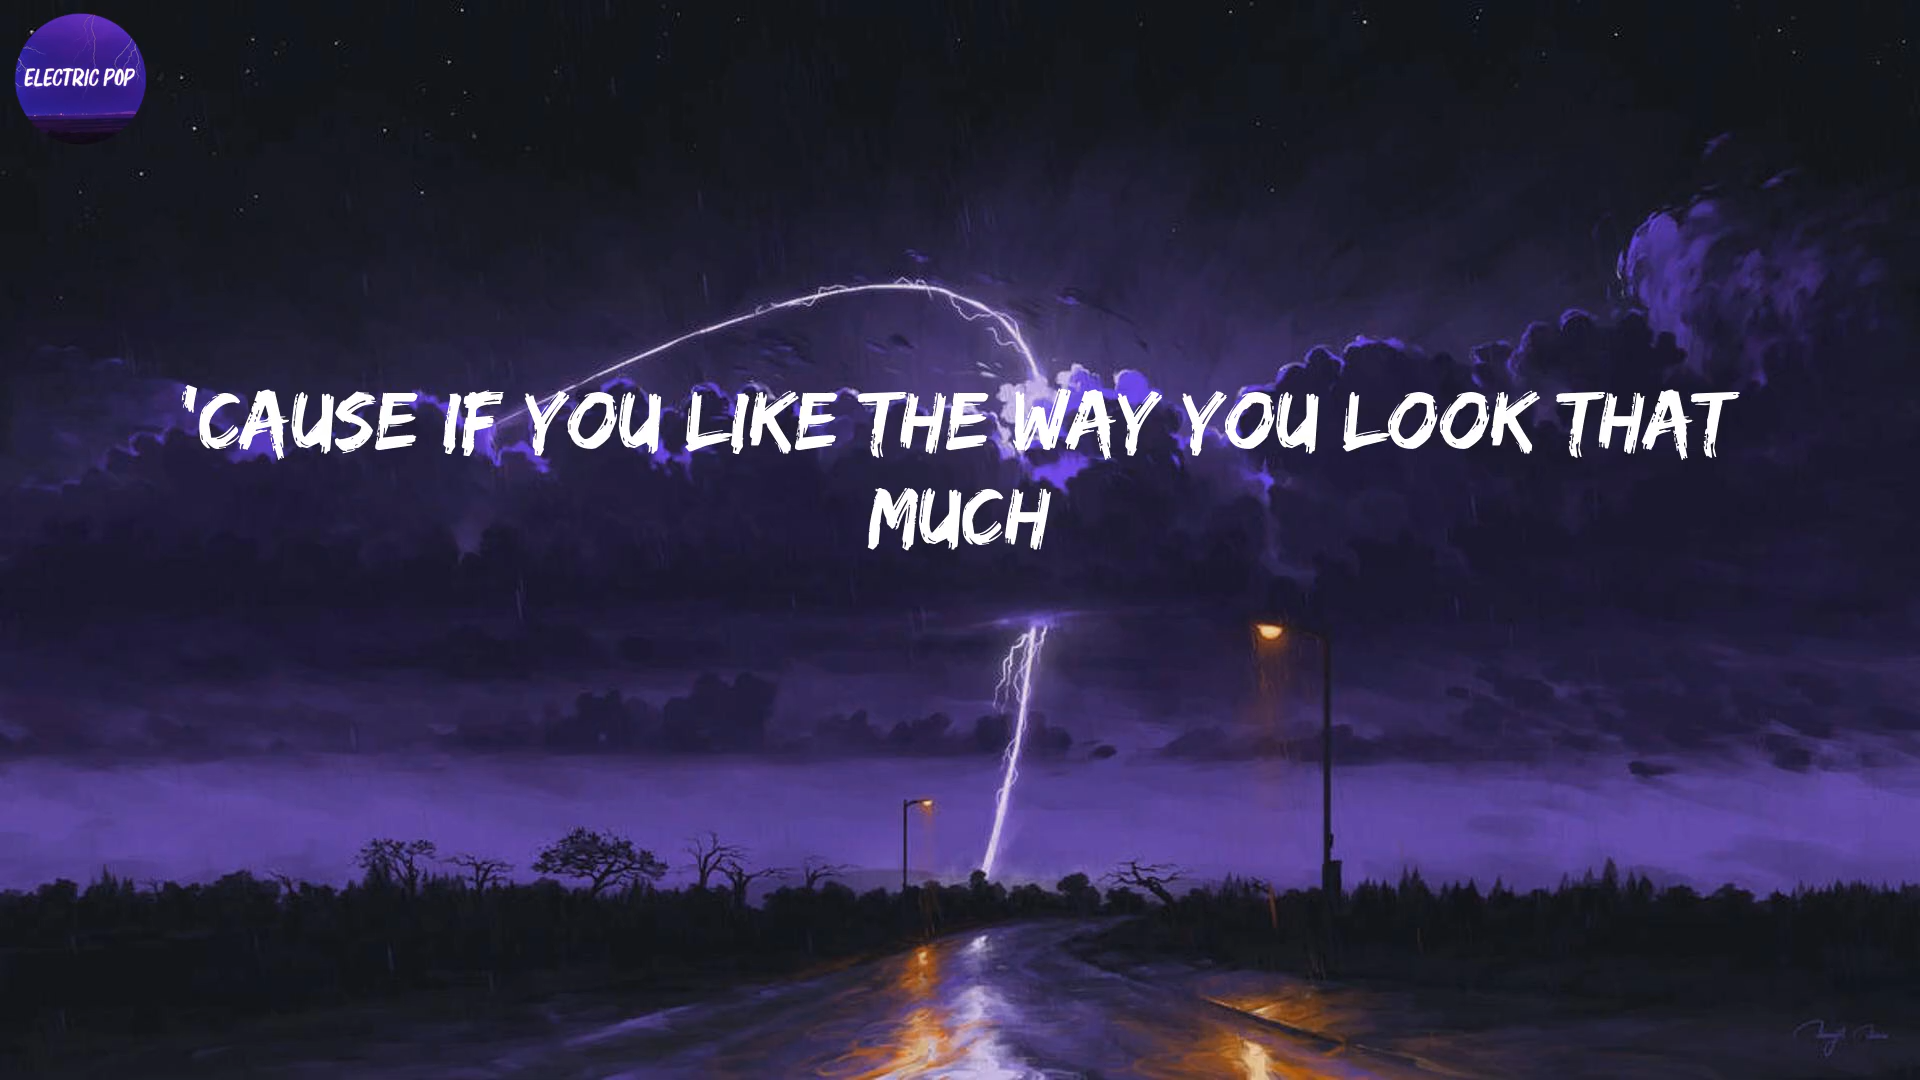 ELECTRIC POP
'CAUSE IF YOU LIKE THE WAY YOU LOOK THAT
MUCH